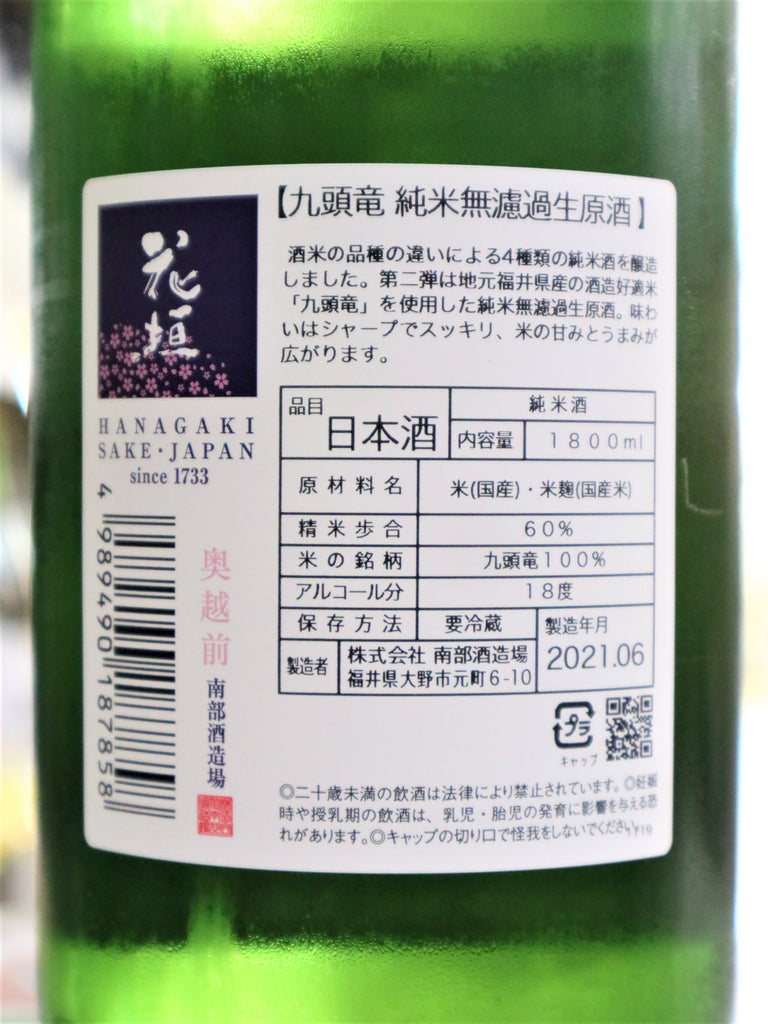 花垣
HANAGAKI
SAKE・JAPAN
since 1733
4 989490 187858
奥越前
南部酒造場
【九頭竜 純米無濾過生原酒】
酒米の品種の違いによる4種類の純米酒を醸造
しました。第二弾は地元福井県産の酒造好適米
「九頭竜」を使用した純米無濾過生原酒。味わ
いはシャープでスッキリ、米の甘みとうまみが
広がります。
品目 日本酒
純米酒
内容量 1800ml
原材料名 米(国産)・米麹(国産米)
精米歩合 60%
米の銘柄 九頭竜100%
アルコール分 18度
保存方法 要冷蔵
製造年月
2021.06
製造者 株式会社 南部酒造場
福井県大野市元町6-10
プラ
キャップ
◎二十歳未満の飲酒は法律により禁止されています。◎妊娠
時や授乳期の飲酒は、乳児・胎児の発育に影響を与える恐
れがあります。◎キャップの切り口で怪我をしないでください。F19